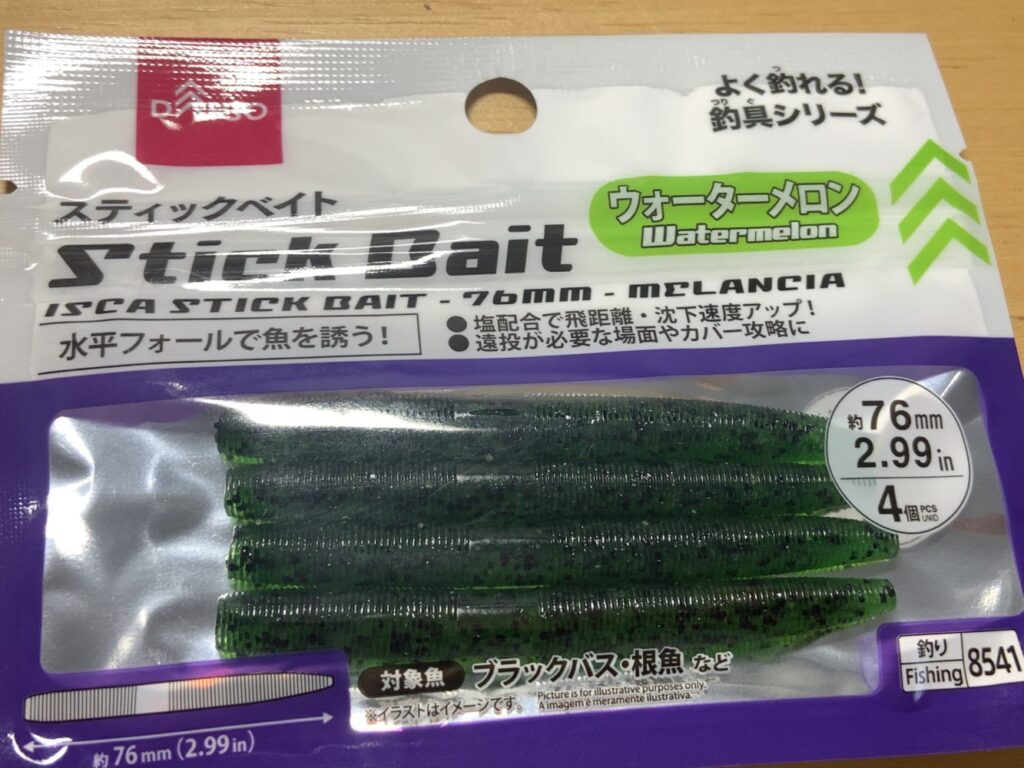 DAISO
よく釣れる!
釣具シリーズ
スティックベイト
Stick Bait
ウォーターメロン
Watermelon
ISCA STICK BAIT - 76MM - MELANCIA
水平フォールで魚を誘う!
●塩配合で飛距離・沈下速度アップ!
●遠投が必要な場面やカバー攻略に
約76mm
2.99in
4個 PCS UNID
対象魚 ブラックバス・根魚 など
※イラストはイメージです。
Picture is for illustrative purposes only.
A imagem é meramente ilustrativa.
釣り
Fishing
8541
約76mm (2.99in)